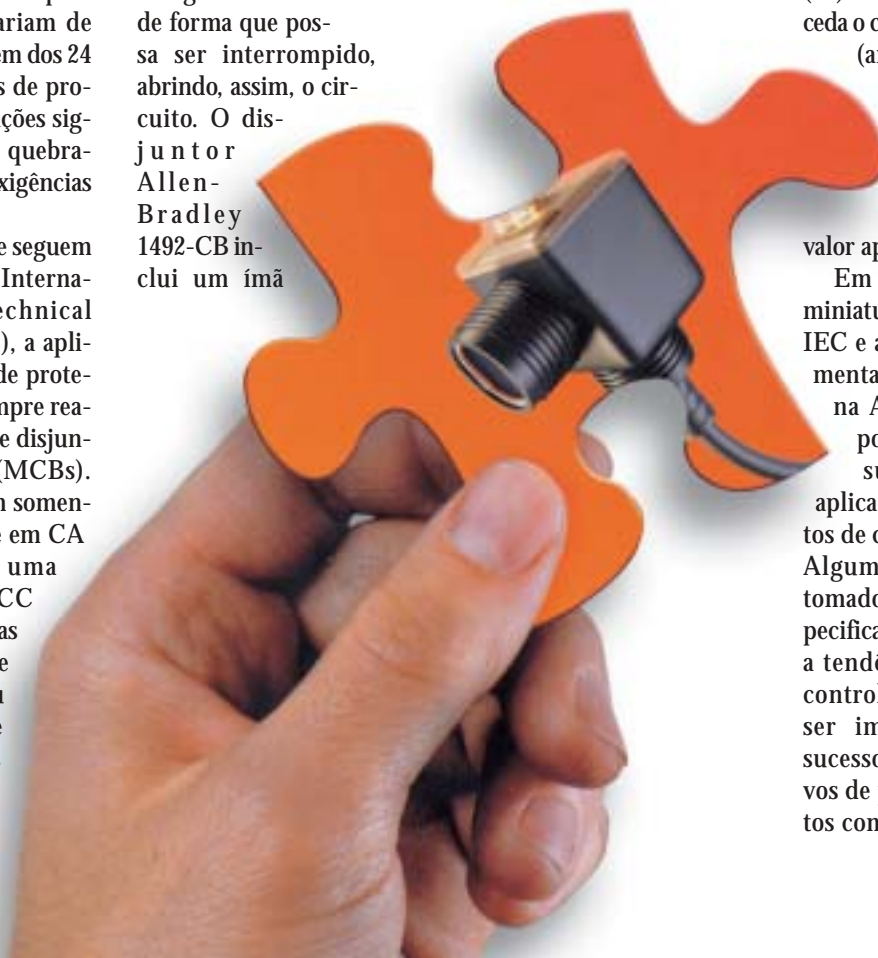 ariam de
em dos 24
s de pro-
ções sig-
quebra-
xigências
e seguem
Interna-
echnical
), a apli-
de prote-
mpre rea-
e disjun-
(MCBs).
n somen-
e em CA
uma
CC
as
e
de forma que pos-
sa ser interrompido,
abrindo, assim, o cir-
cuito. O dis-
juntor
Allen-
Bradley
1492-CB in-
clui um ímã
ceda o c
(a
valor ap
Em
miniatu
IEC e a
menta
na A
po
su
aplica
tos de c
Algum
tomado
pecifica
a tendê
control
ser im
sucesso
vos de
tos con